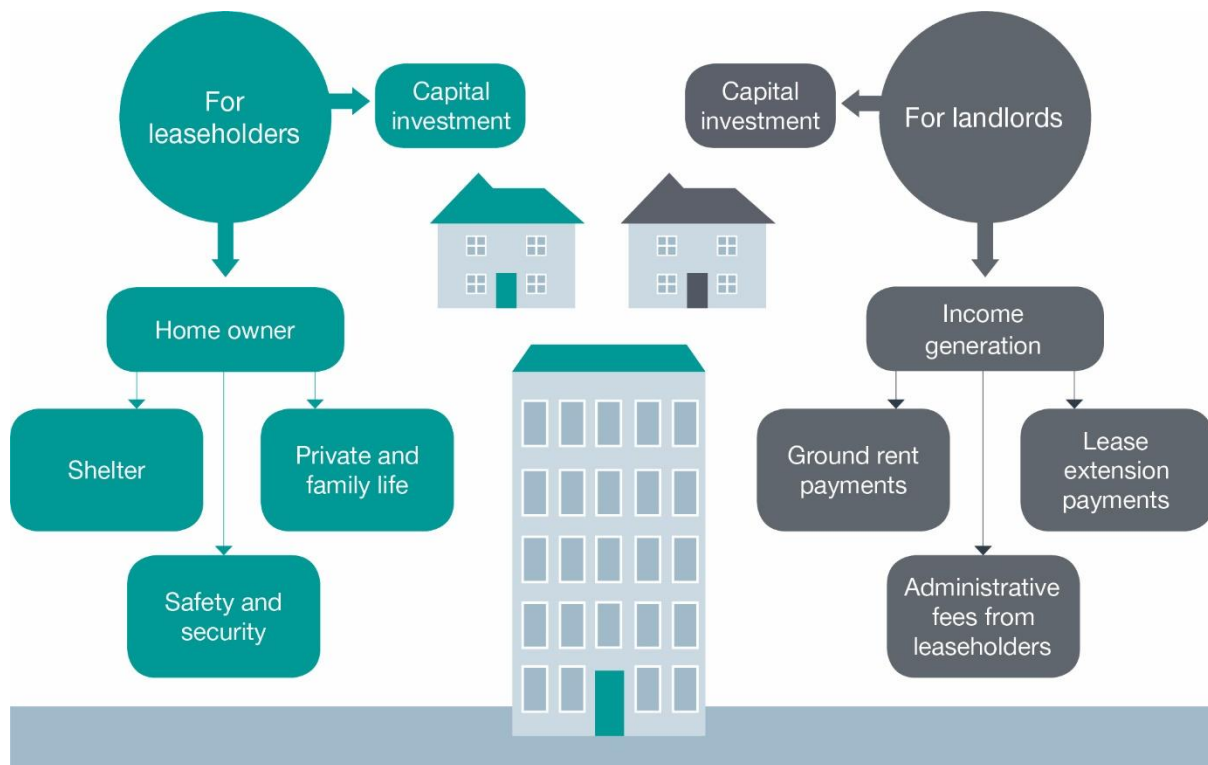 For
leaseholders
Capital
investment
Home owner
Shelter
Private and
family life
Safety and
security
Capital
investment
For landlords
Income
generation
Ground rent
payments
Lease
extension
payments
Administrative
fees from
leaseholders